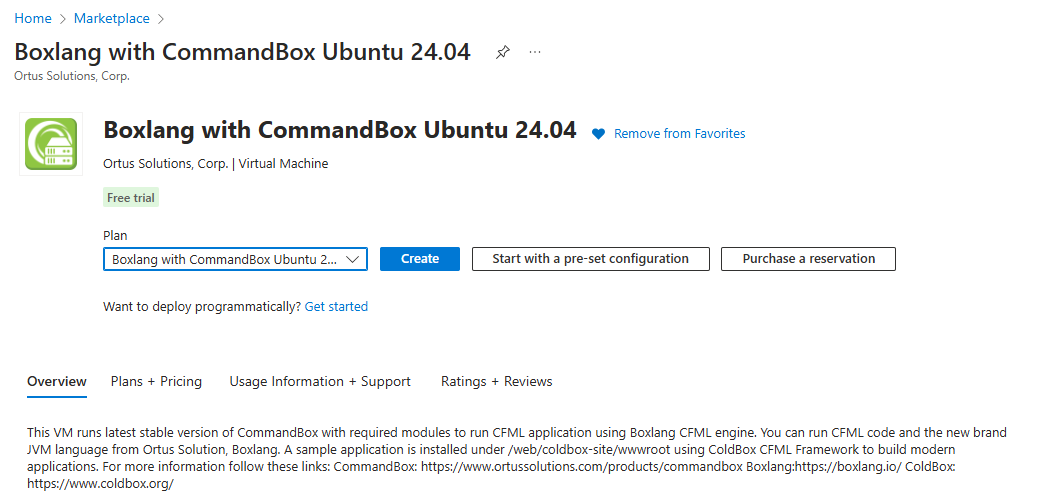 Home > Marketplace >
Boxlang with CommandBox Ubuntu 24.04 ...
Ortus Solutions, Corp.
Boxlang with CommandBox Ubuntu 24.04 Remove from Favorites
Ortus Solutions, Corp. | Virtual Machine
Free trial
Plan
Boxlang with CommandBox Ubuntu 2... Create Start with a pre-set configuration Purchase a reservation
Want to deploy programmatically? Get started
Overview Plans + Pricing Usage Information + Support Ratings + Reviews
This VM runs latest stable version of CommandBox with required modules to run CFML application using Boxlang CFML engine. You can run CFML code and the new brand
JVM language from Ortus Solution, Boxlang. A sample application is installed under /web/coldbox-site/wwwroot using ColdBox CFML Framework to build modern
applications. For more information follow these links: CommandBox: https://www.ortussolutions.com/products/commandbox Boxlang:https://boxlang.io/ ColdBox:
https://www.coldbox.org/